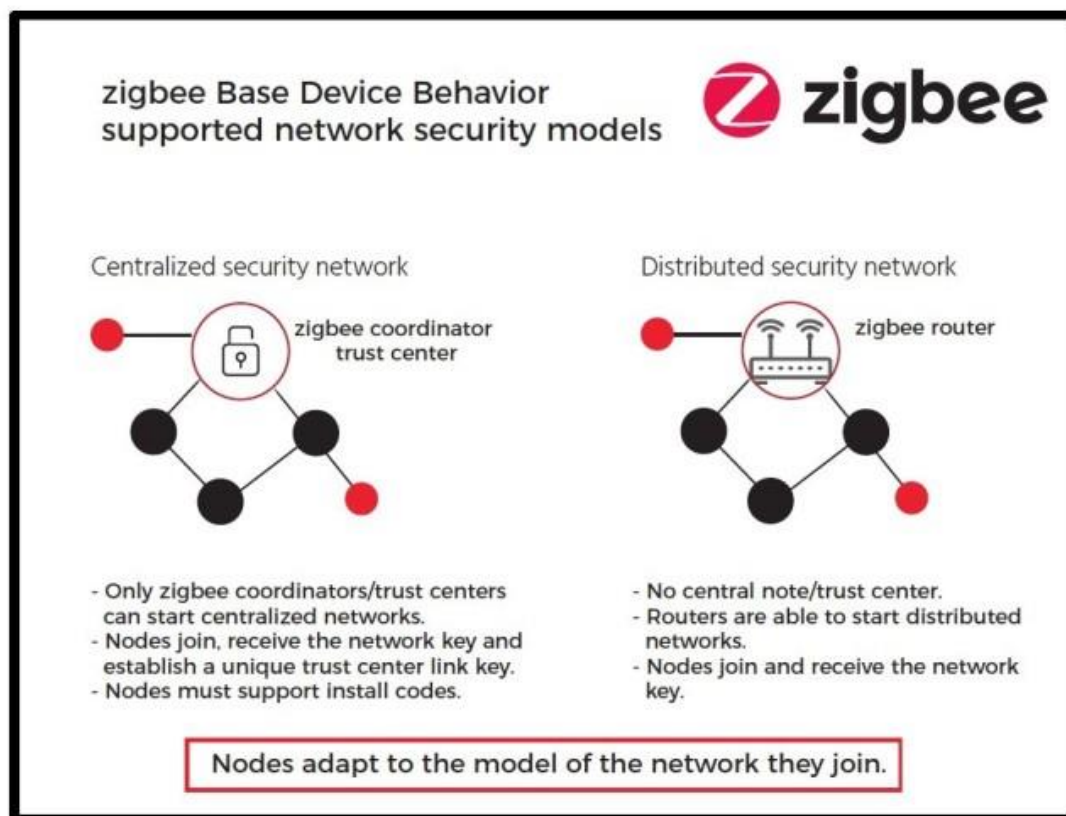 zigbee Base Device Behavior
supported network security models
zigbee
Centralized security network
zigbee coordinator
trust center
- Only zigbee coordinators/trust centers
can start centralized networks.
- Nodes join, receive the network key and
establish a unique trust center link key.
- Nodes must support install codes.
Distributed security network
zigbee router
- No central note/trust center.
- Routers are able to start distributed
networks.
- Nodes join and receive the network
key.
Nodes adapt to the model of the network they join.